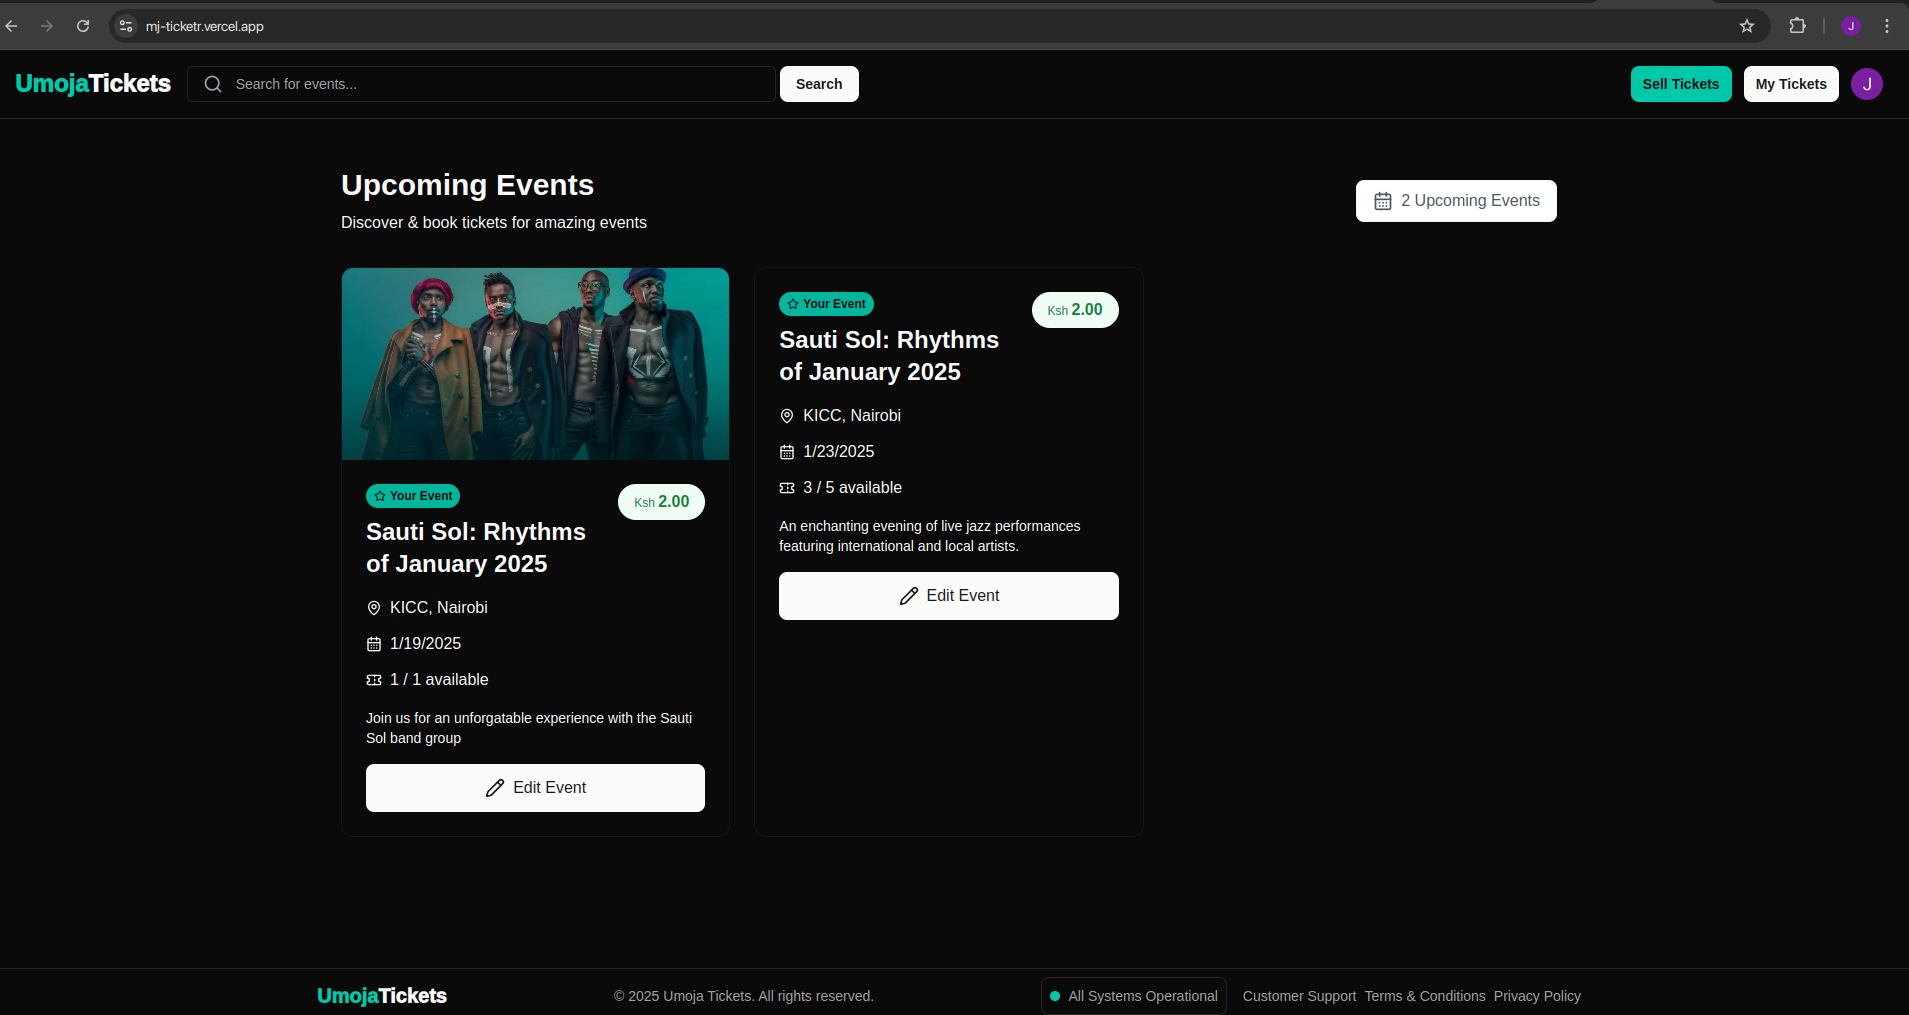 mj-ticketr.vercel.app
J
UmojaTickets
Search for events...
Search
Sell Tickets
My Tickets
J
Upcoming Events
Discover & book tickets for amazing events
2 Upcoming Events
Your Event
Ksh 2.00
Sauti Sol: Rhythms
of January 2025
KICC, Nairobi
1/19/2025
1 / 1 available
Join us for an unforgatable experience with the Sauti
Sol band group
Edit Event
Your Event
Ksh 2.00
Sauti Sol: Rhythms
of January 2025
KICC, Nairobi
1/23/2025
3 / 5 available
An enchanting evening of live jazz performances
featuring international and local artists.
Edit Event
UmojaTickets
© 2025 Umoja Tickets. All rights reserved.
All Systems Operational
Customer Support
Terms & Conditions
Privacy Policy